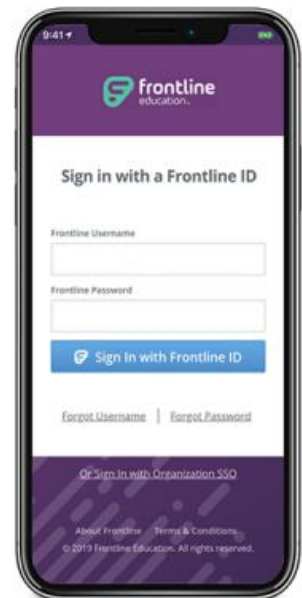 9:41
frontline
education.
Sign in with a Frontline ID
Frontline Username
Frontline Password
Sign In with Frontline ID
Forgot Username | Forgot Password
Or Sign In with Organization SSO
About Frontline Terms & Conditions
© 2019 Frontline Education. All rights reserved.